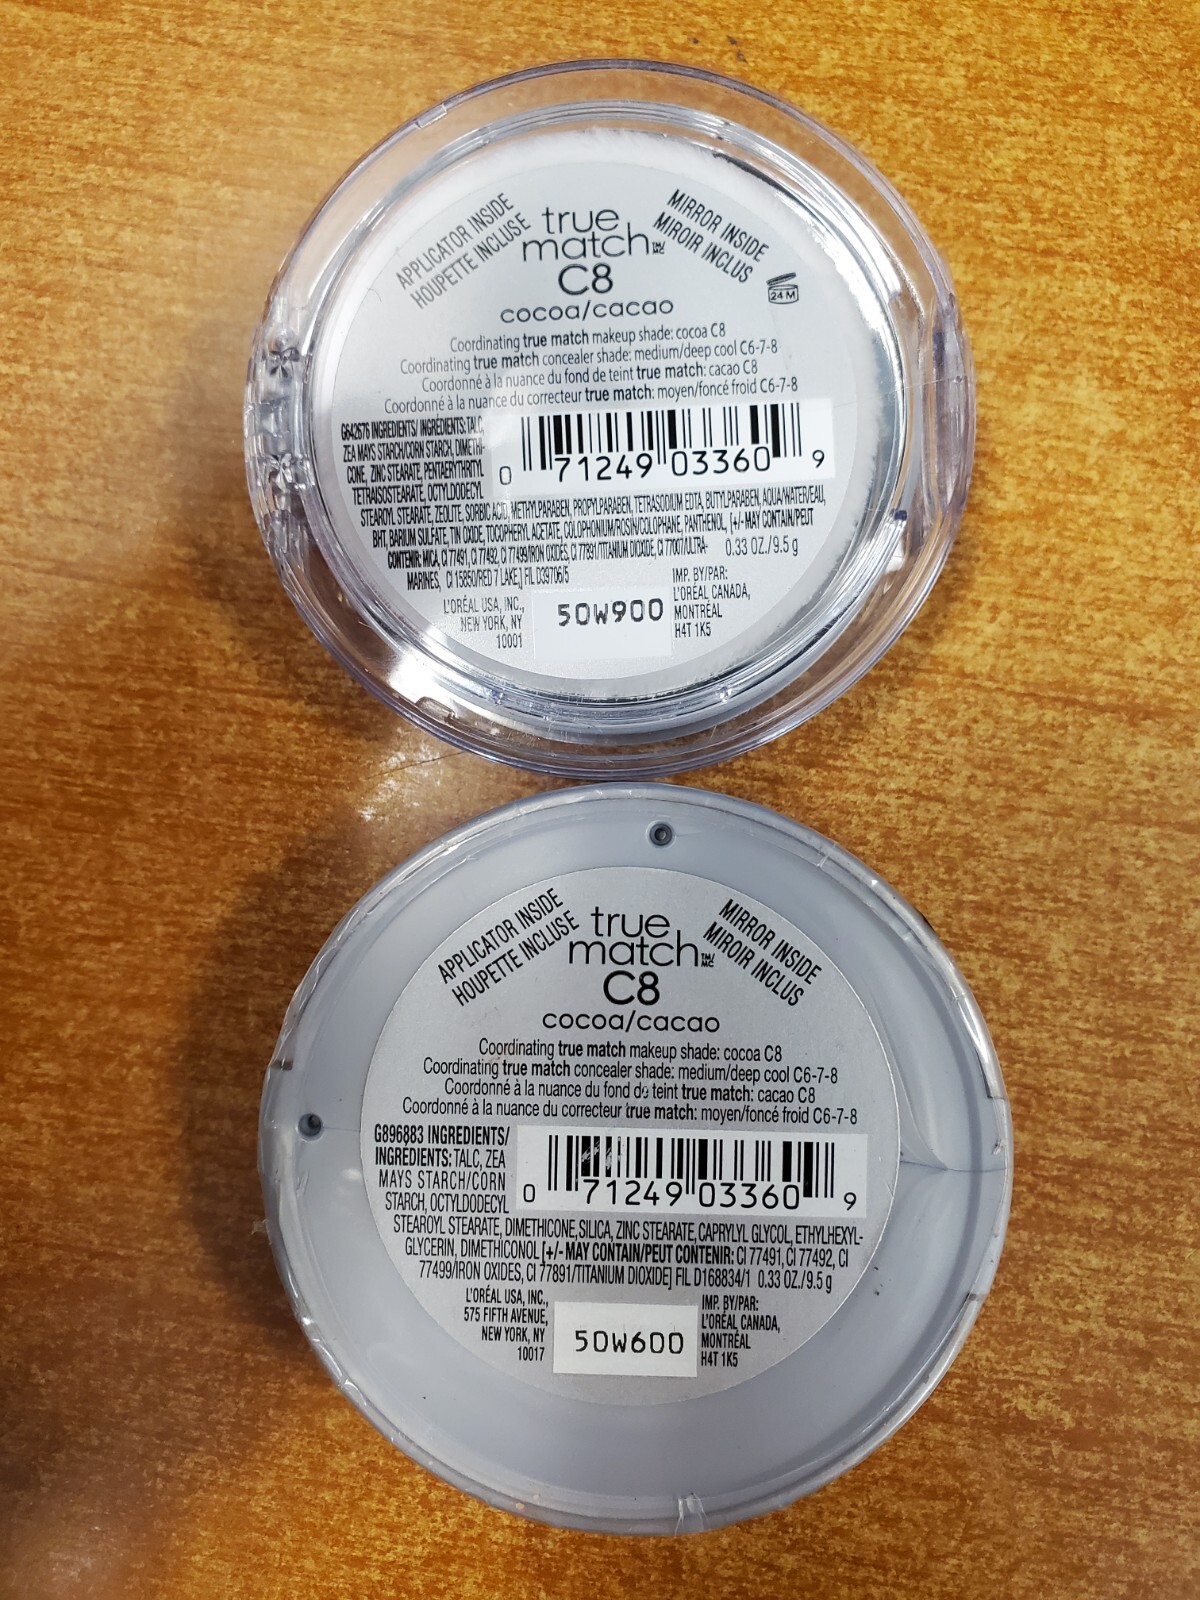 APPLICATOR INSIDE
HOUPETTE INCLUSE
true
match
C8
cocoa/cacao
MIRROR INSIDE
MIROIR INCLUS
24 M
Coordinating true match makeup shade: cocoa C8
Coordinating true match concealer shade: medium/deep cool C6-7-8
Coordonné à la nuance du fond de teint true match: cacao C8
Coordonné à la nuance du correcteur true match: moyen/foncé froid C6-7-8
G642676 INGREDIENTS/ INGRÉDIENTS: TALC,
ZEA MAYS STARCH/CORN STARCH, DIMETHI-
CONE, ZINC STEARATE, PENTAERYTHRITYL
TETRAISOSTEARATE, OCTYLDODECYL
0 71249 03360 9
STEAROYL STEARATE, ZEOLITE, SORBIC ACID, METHYLPARABEN, PROPYLPARABEN, TETRASODIUM EDTA, BUTYLPARABEN, AQUA/WATER/EAU,
BHT, BARIUM SULFATE, TIN OXIDE, TOCOPHERYL ACETATE, COLOPHONIUM/ROSIN/COLOPHANE, PANTHENOL, [+/- MAY CONTAIN/PEUT
CONTENIR: MICA, CI 77491, CI 77492, CI 77499/IRON OXIDES, CI 77891/TITANIUM DIOXIDE, CI 77007/ULTRA- 0.33 OZ./9.5 g
MARINES, CI 15850/RED 7 LAKE,] FIL D39706/5
L'ORÉAL USA, INC.,
NEW YORK, NY
10001
50W900
IMP. BY/PAR:
L'ORÉAL CANADA,
MONTRÉAL
H4T 1K5
APPLICATOR INSIDE
HOUPETTE INCLUSE
true
match TM/MC
C8
cocoa/cacao
MIRROR INSIDE
MIROIR INCLUS
Coordinating true match makeup shade: cocoa C8
Coordinating true match concealer shade: medium/deep cool C6-7-8
Coordonné à la nuance du fond de teint true match: cacao C8
Coordonné à la nuance du correcteur true match: moyen/foncé froid C6-7-8
G896883 INGREDIENTS/
INGRÉDIENTS: TALC, ZEA
MAYS STARCH/CORN
STARCH, OCTYLDODECYL
0 71249 03360 9
STEAROYL STEARATE, DIMETHICONE, SILICA, ZINC STEARATE, CAPRYLYL GLYCOL, ETHYLHEXYL-
GLYCERIN, DIMETHICONOL [+/- MAY CONTAIN/PEUT CONTENIR: CI 77491, CI 77492, CI
77499/IRON OXIDES, CI 77891/TITANIUM DIOXIDE] FIL D168834/1 0.33 OZ./9.5 g
L'ORÉAL USA, INC.,
575 FIFTH AVENUE,
NEW YORK, NY
10017
50W600
IMP. BY/PAR:
L'ORÉAL CANADA,
MONTRÉAL
H4T 1K5